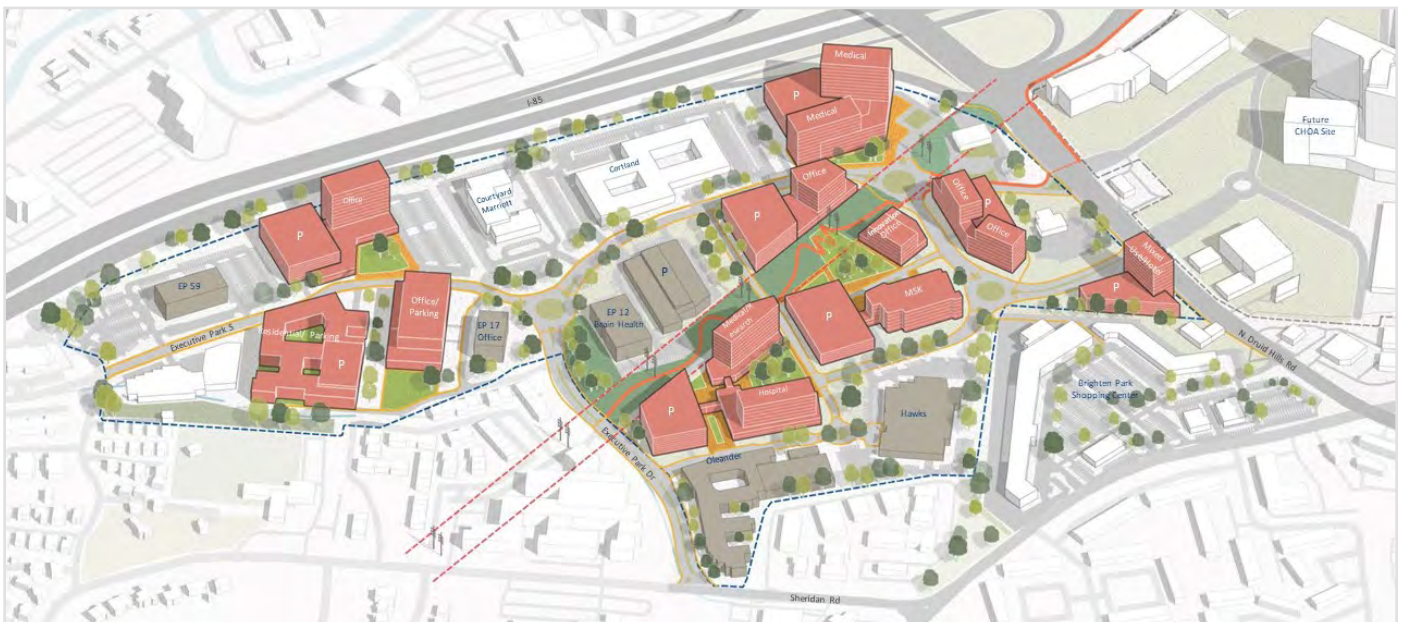 Medical
P
Medical
I-85
Future
CHOA Site
Cortland
Office
Courtyard
Marriott
Office
P
Office
P
Office
P
Innovation
Office
Mixed
Use/Hotel
P
P
EP 59
Office/
Parking
EP 12
Brain Health
MSK
P
EP 17
Office
Executive Park S
Residential/ Parking
P
Medical/R
esearch
N Druid Hills Rd
Hospital
P
Hawks
Brighten Park
Shopping Center
Executive Park Dr
Oleander
Sheridan Rd